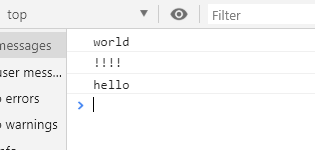 top
Filter
messages
user mess...
errors
warnings
world
!!!!
hello